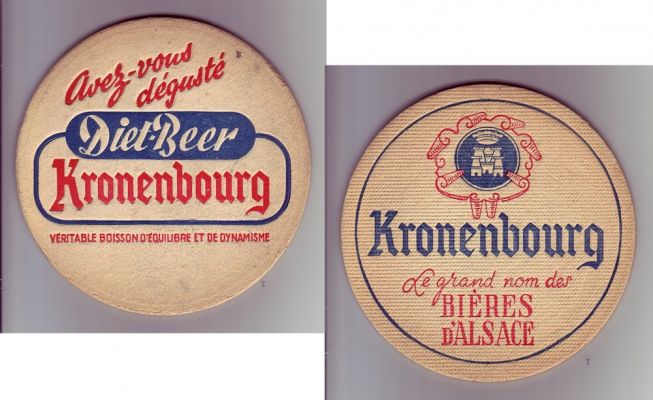 Avez-vous
dégusté
Diet-Beer
Kronenbourg
VÉRITABLE BOISSON D'ÉQUILIBRE ET DE DYNAMISME
Kronenbourg
Le grand nom des
BIÈRES
D'ALSACE